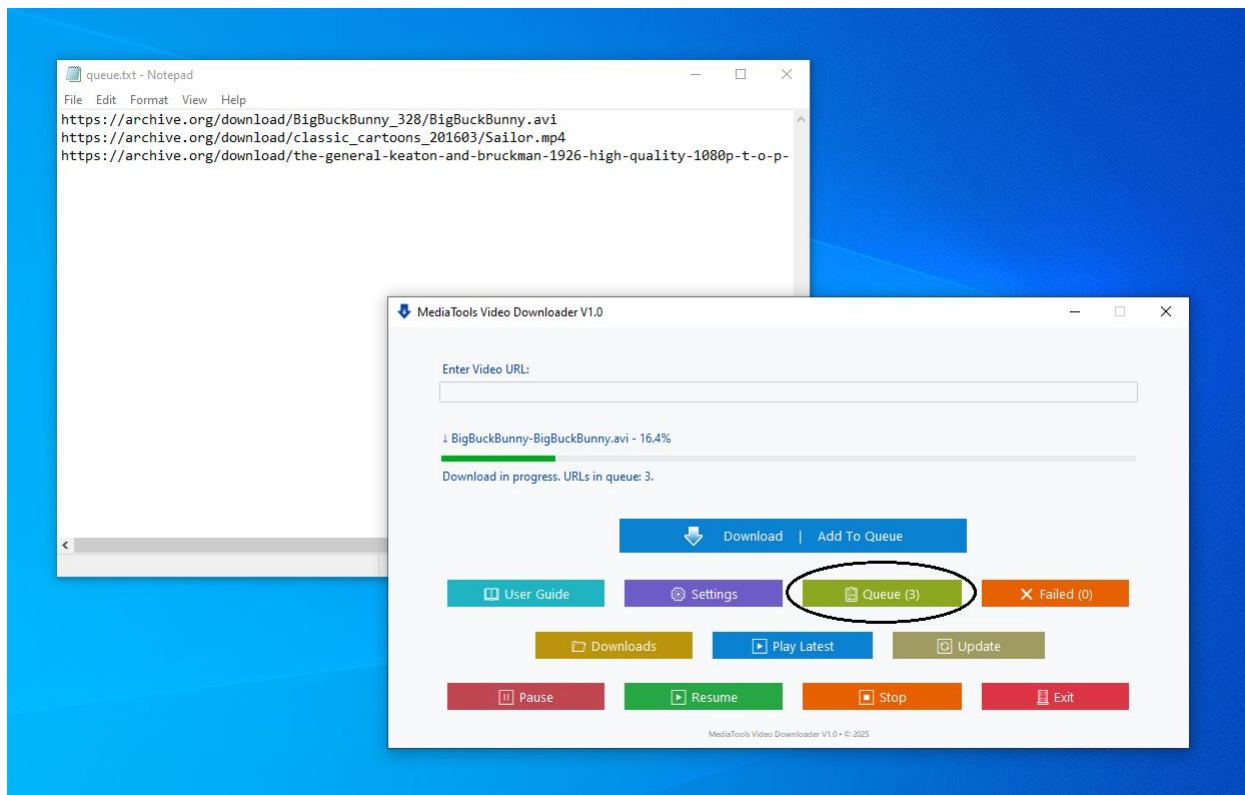 queue.txt - Notepad
File Edit Format View Help
https://archive.org/download/BigBuckBunny_328/BigBuckBunny.avi
https://archive.org/download/classic_cartoons_201603/Sailor.mp4
https://archive.org/download/the-general-keaton-and-bruckman-1926-high-quality-1080p-t-o-p-
MediaTools Video Downloader V1.0
Enter Video URL:
↓ BigBuckBunny-BigBuckBunny.avi - 16.4%
Download in progress. URLs in queue: 3.
Download | Add To Queue
User Guide Settings Queue (3) Failed (0)
Downloads Play Latest Update
Pause Resume Stop Exit
MediaTools Video Downloader V1.0 • © 2025